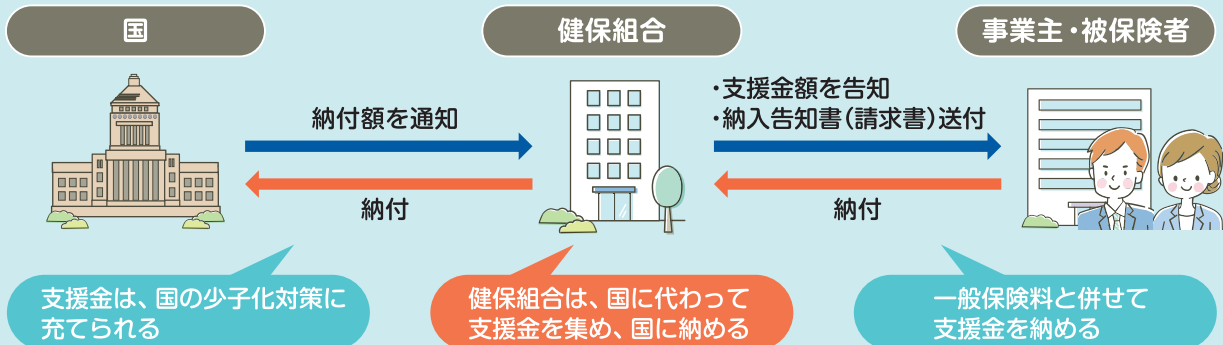 国
健保組合
事業主・被保険者
納付額を通知
納付
・支援金額を告知
・納入告知書(請求書)送付
納付
支援金は、国の少子化対策に
充てられる
健保組合は、国に代わって
支援金を集め、国に納める
一般保険料と併せて
支援金を納める